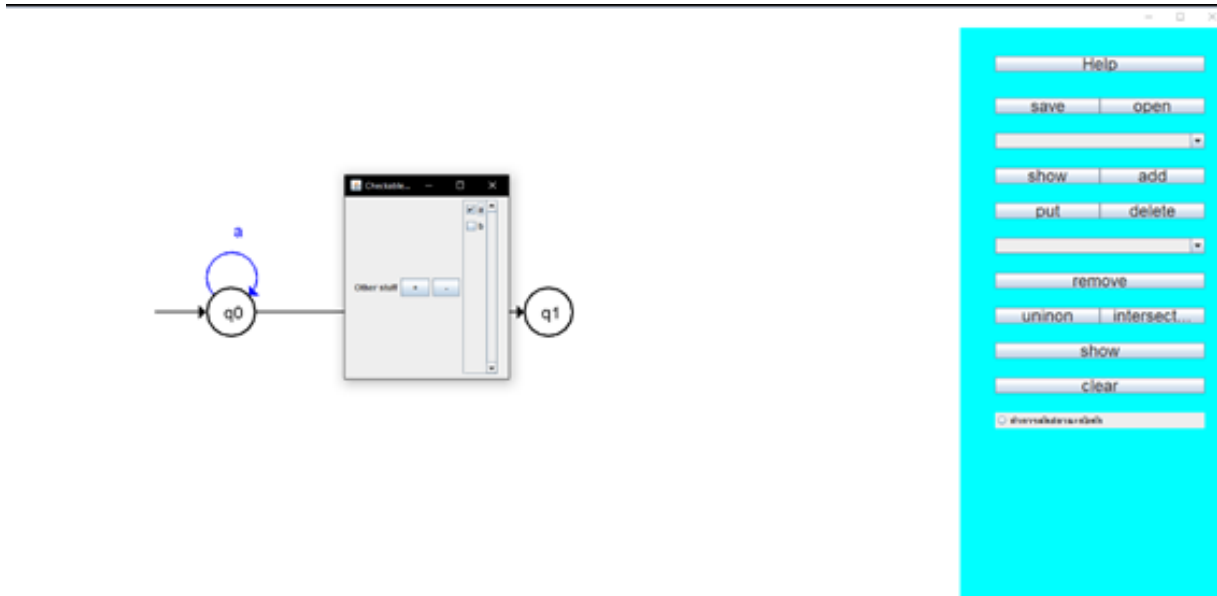 Help
save open
show add
a
Checkable...
put delete
a
b
Other stuff + -
remove
q0 q1
uninon intersect...
show
clear